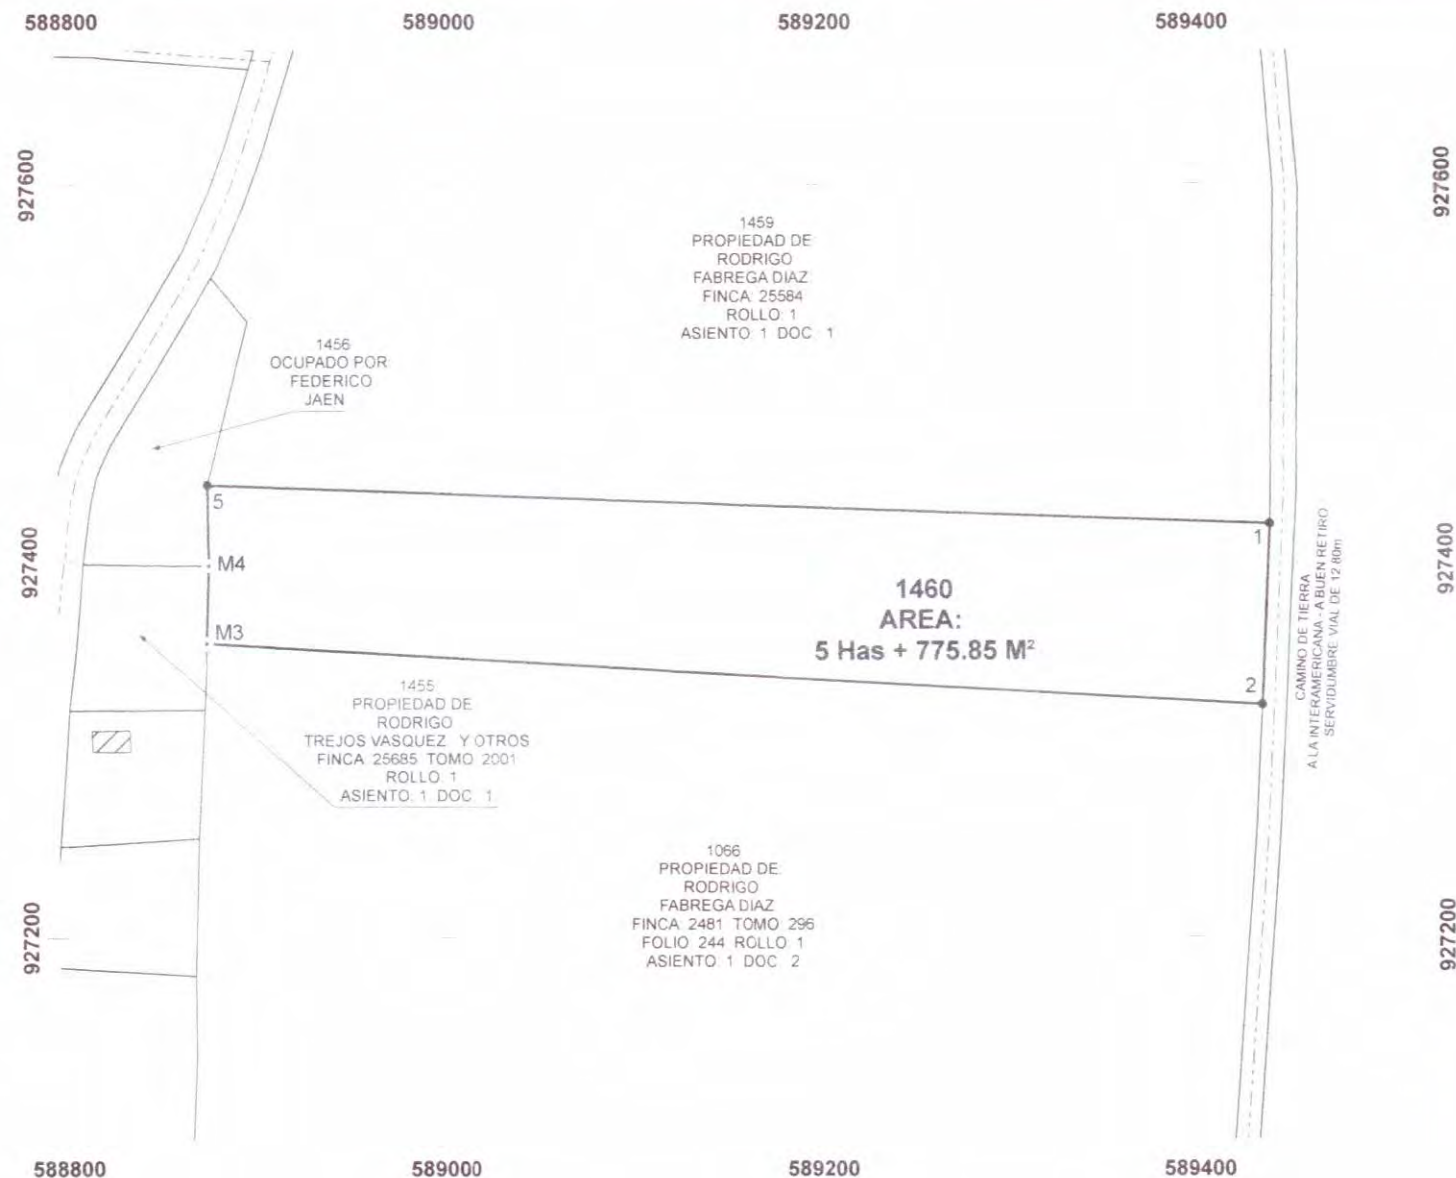 588800
589000
589200
589400
927600
927600
1459
PROPIEDAD DE
RODRIGO
FABREGA DIAZ
FINCA: 25584
ROLLO: 1
ASIENTO: 1 DOC: 1
1456
OCUPADO POR
FEDERICO
JAEN
5
1
M4
927400
927400
1460
AREA:
5 Has + 775.85 M²
CAMINO DE TIERRA
A LA INTERAMERICANA - A BUEN RETIRO
SERVIDUMBRE VIAL DE 12.80m
M3
2
1455
PROPIEDAD DE
RODRIGO
TREJOS VASQUEZ Y OTROS
FINCA: 25685 TOMO: 2001
ROLLO: 1
ASIENTO: 1 DOC: 1
1066
PROPIEDAD DE:
RODRIGO
FABREGA DIAZ
FINCA: 2481 TOMO: 296
FOLIO: 244 ROLLO: 1
ASIENTO: 1 DOC: 2
927200
927200
588800
589000
589200
589400